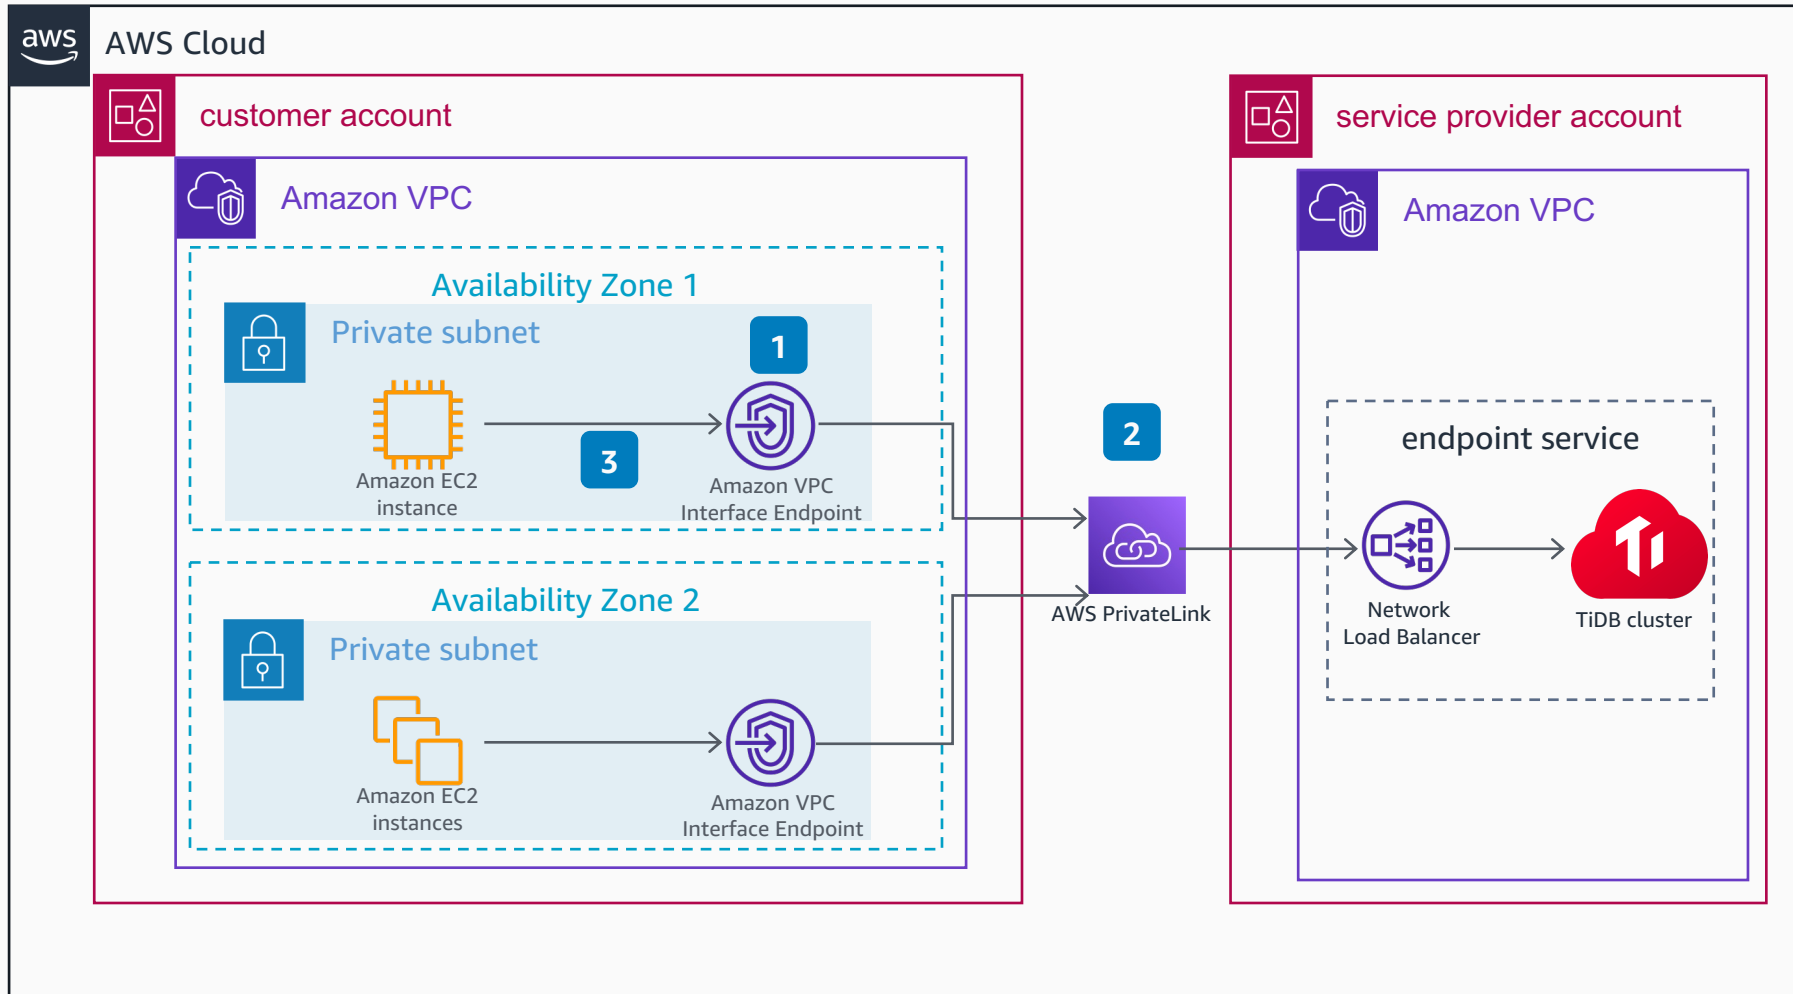 aws
AWS Cloud
customer account
Amazon VPC
Availability Zone 1
Private subnet
1
3
Amazon EC2
instance
Amazon VPC
Interface Endpoint
Availability Zone 2
Private subnet
Amazon EC2
instances
Amazon VPC
Interface Endpoint
2
AWS PrivateLink
service provider account
Amazon VPC
endpoint service
Network
Load Balancer
Ti
TiDB cluster